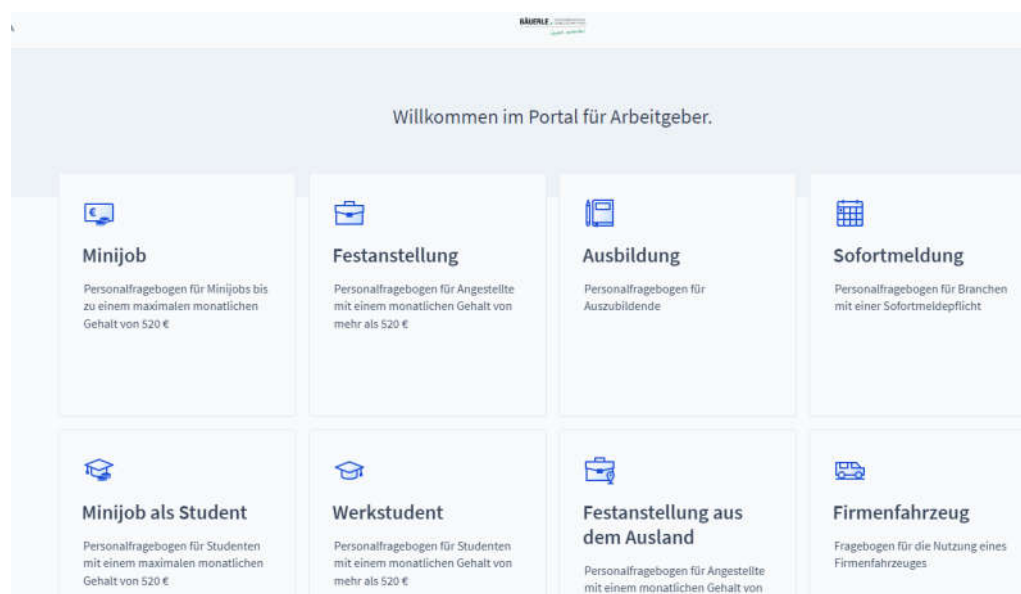 BÄUERLE.
Willkommen im Portal für Arbeitgeber.
€
Minijob
Personalfragebogen für Minijobs bis
zu einem maximalen monatlichen
Gehalt von 520 €
Festanstellung
Personalfragebogen für Angestellte
mit einem monatlichen Gehalt von
mehr als 520 €
Ausbildung
Personalfragebogen für
Auszubildende
Sofortmeldung
Personalfragebogen für Branchen
mit einer Sofortmeldepflicht
Minijob als Student
Personalfragebogen für Studenten
mit einem maximalen monatlichen
Gehalt von 520 €
Werkstudent
Personalfragebogen für Studenten
mit einem monatlichen Gehalt von
mehr als 520 €
Festanstellung aus
dem Ausland
Personalfragebogen für Angestellte
mit einem monatlichen Gehalt von
Firmenfahrzeug
Fragebogen für die Nutzung eines
Firmenfahrzeuges